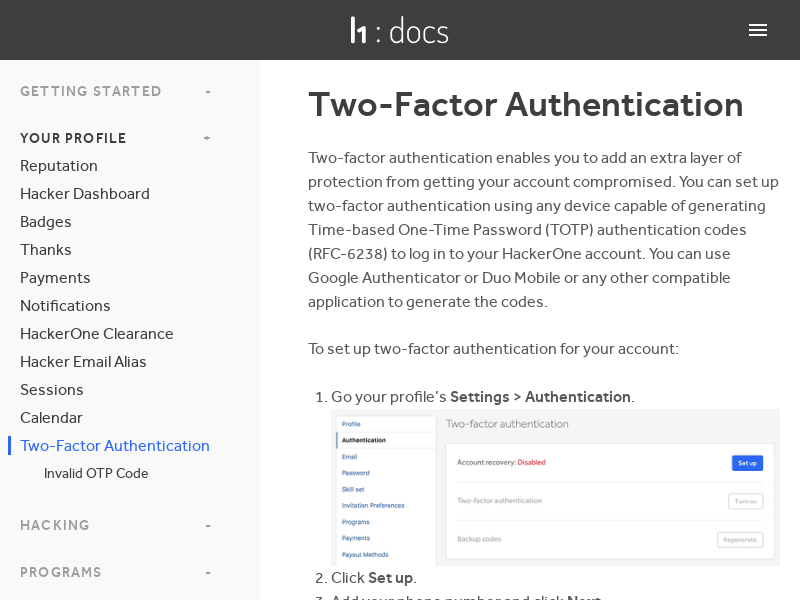 h1 : docs
GETTING STARTED -
YOUR PROFILE +
Reputation
Hacker Dashboard
Badges
Thanks
Payments
Notifications
HackerOne Clearance
Hacker Email Alias
Sessions
Calendar
Two-Factor Authentication
Invalid OTP Code
HACKING -
PROGRAMS -
Two-Factor Authentication
Two-factor authentication enables you to add an extra layer of
protection from getting your account compromised. You can set up
two-factor authentication using any device capable of generating
Time-based One-Time Password (TOTP) authentication codes
(RFC-6238) to log in to your HackerOne account. You can use
Google Authenticator or Duo Mobile or any other compatible
application to generate the codes.
To set up two-factor authentication for your account:
1. Go your profile’s Settings > Authentication.
Profile
Authentication
Email
Password
Skill set
Invitation Preferences
Programs
Payments
Payout Methods
Two-factor authentication
Account recovery: Disabled Set up
Two-factor authentication Turn on
Backup codes Regenerate
2. Click Set up.
3. Add your phone number and click Next.